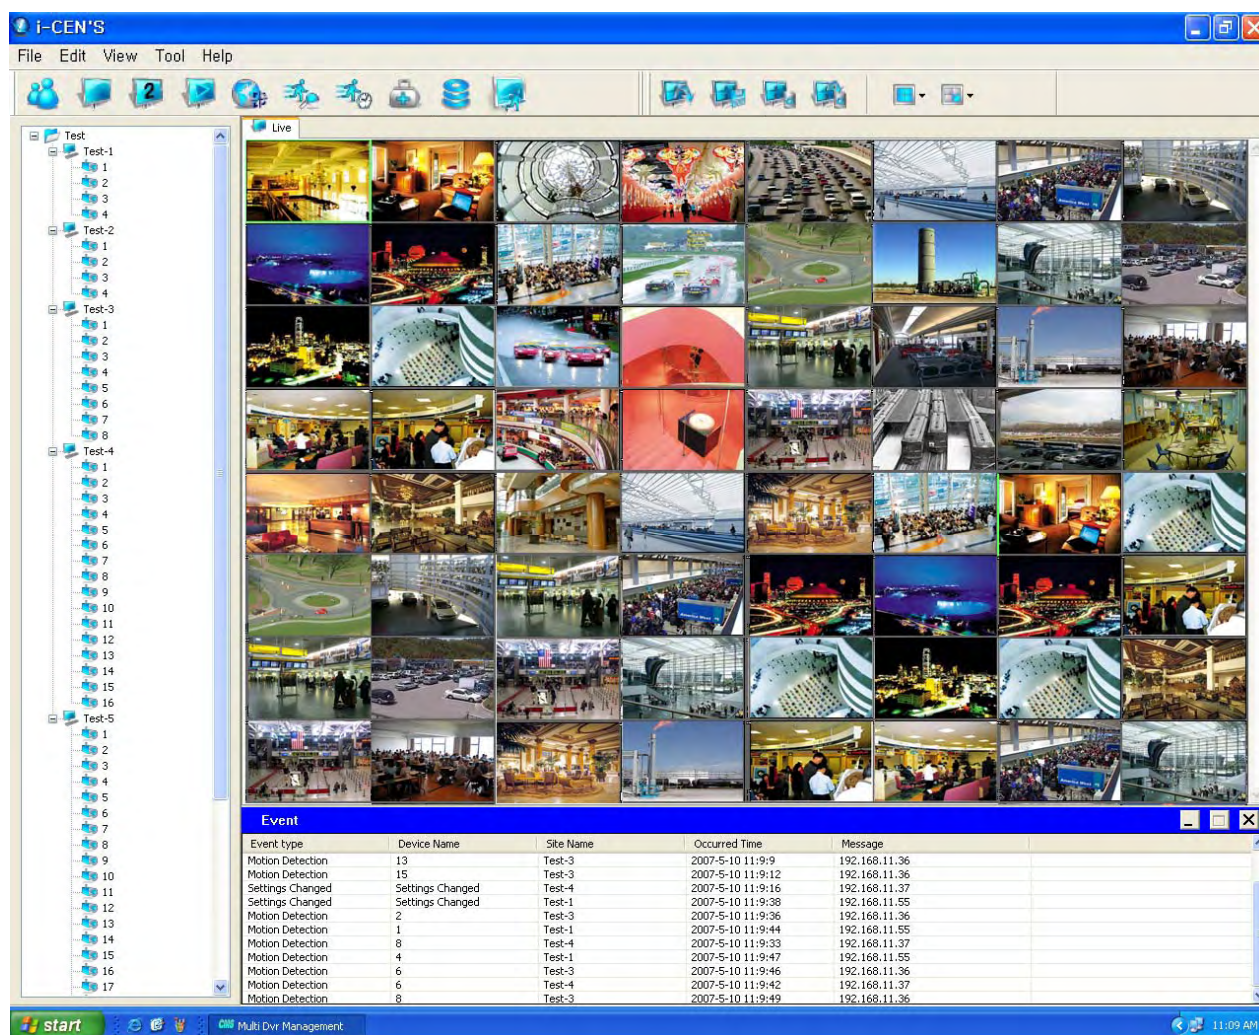 i-CEN'S
File Edit View Tool Help
2
Test
Test-1
1
2
3
4
Test-2
1
2
3
4
Test-3
1
2
3
4
5
6
7
8
Test-4
1
2
3
4
5
6
7
8
9
10
11
12
13
14
15
16
Test-5
1
2
3
4
5
6
7
8
9
10
11
12
13
14
15
16
17
Live
America West
America West
America West
Event
Event type Device Name Site Name Occurred Time Message
Motion Detection 13 Test-3 2007-5-10 11:9:9 192.168.11.36
Motion Detection 15 Test-3 2007-5-10 11:9:12 192.168.11.36
Settings Changed Settings Changed Test-4 2007-5-10 11:9:16 192.168.11.37
Settings Changed Settings Changed Test-1 2007-5-10 11:9:38 192.168.11.55
Motion Detection 2 Test-3 2007-5-10 11:9:36 192.168.11.36
Motion Detection 1 Test-1 2007-5-10 11:9:44 192.168.11.55
Motion Detection 8 Test-4 2007-5-10 11:9:33 192.168.11.37
Motion Detection 4 Test-1 2007-5-10 11:9:47 192.168.11.55
Motion Detection 6 Test-3 2007-5-10 11:9:46 192.168.11.36
Motion Detection 6 Test-4 2007-5-10 11:9:42 192.168.11.37
Motion Detection 8 Test-3 2007-5-10 11:9:49 192.168.11.36
start
CMS Multi Dvr Management
11:09 AM